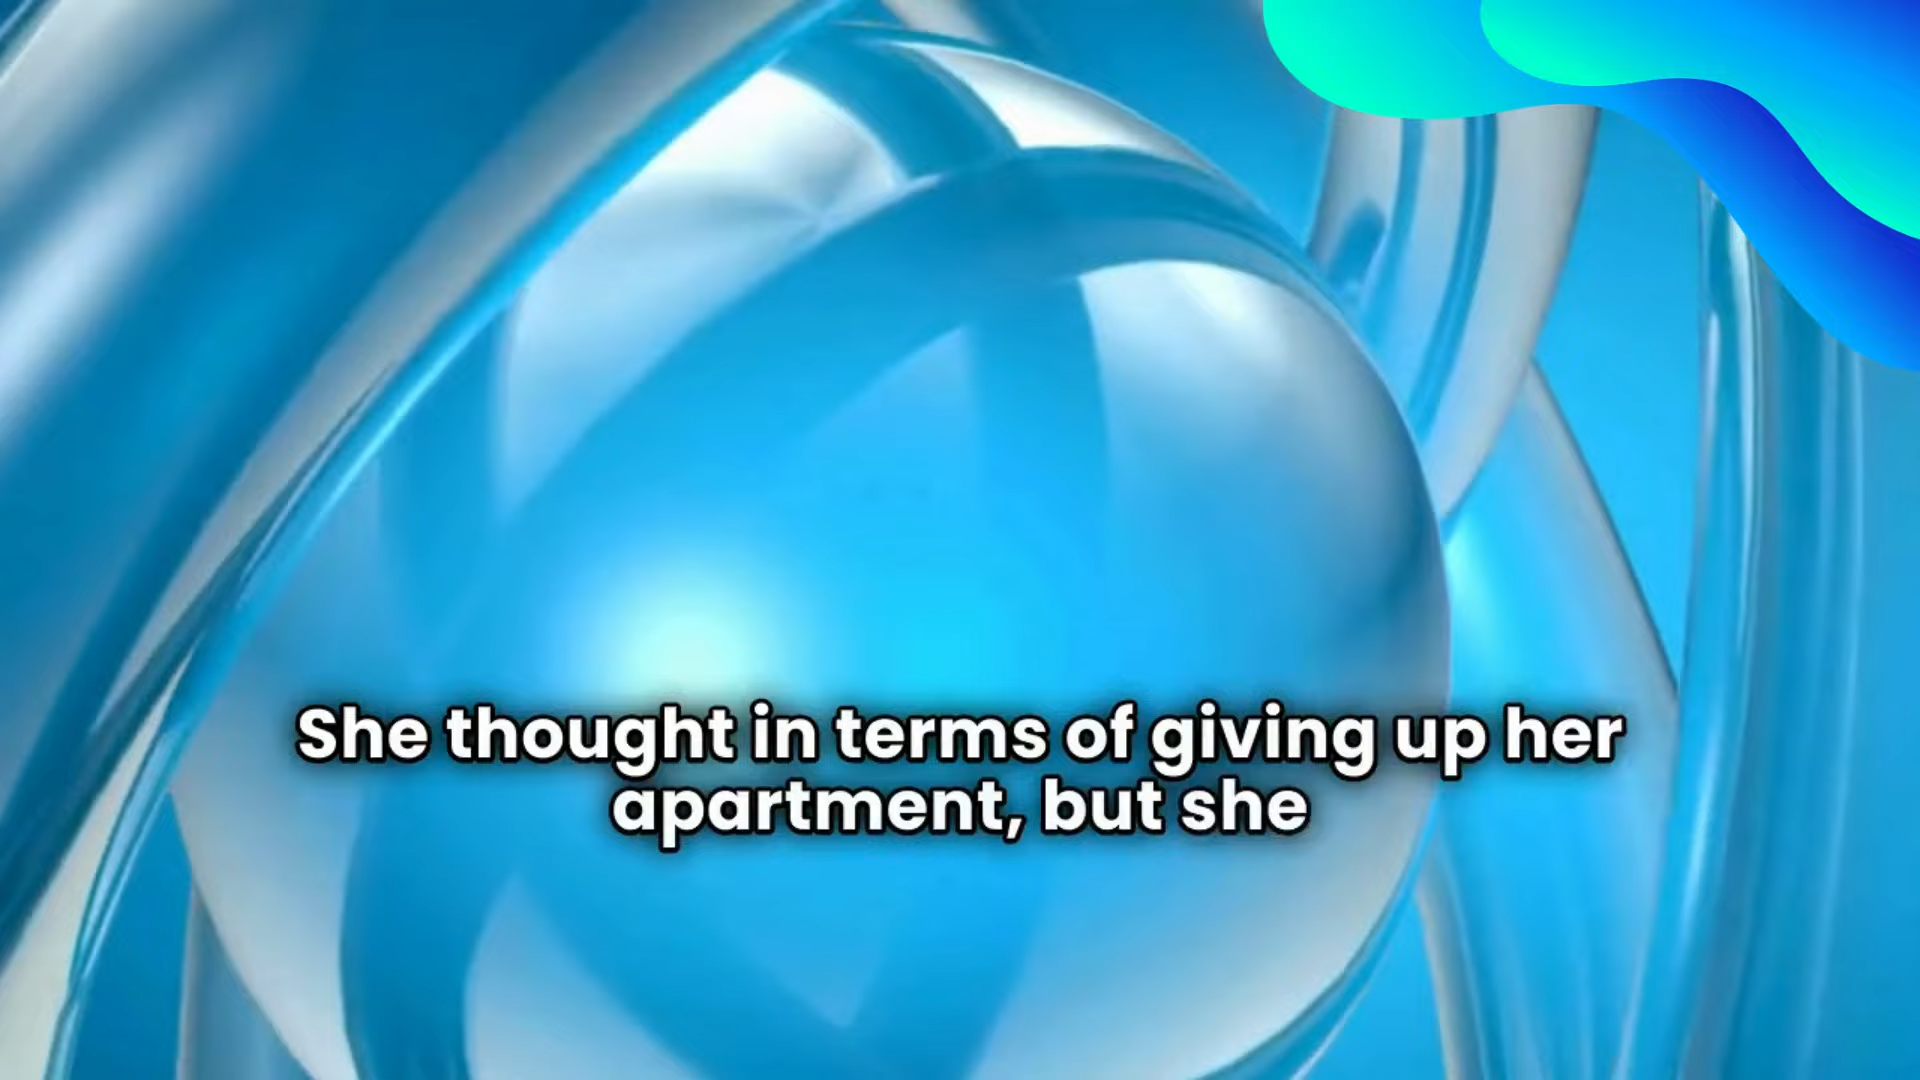 She thought in terms of giving up her
apartment, but she